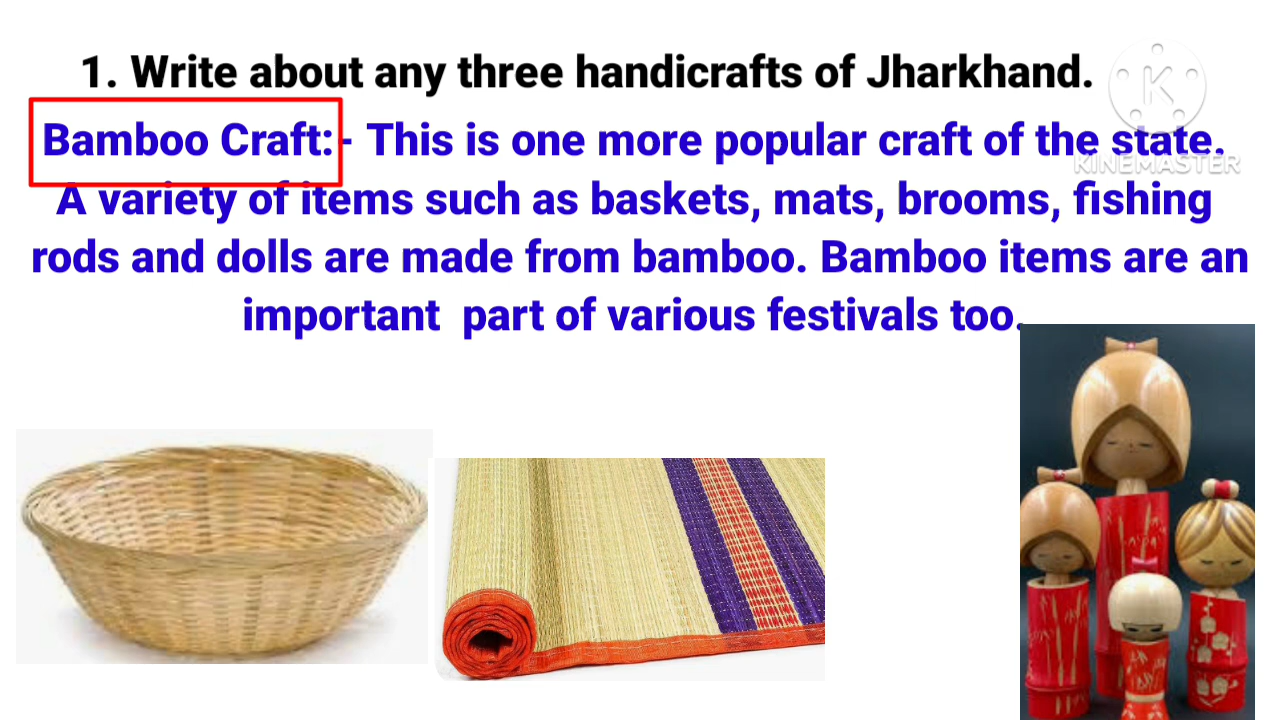 1. Write about any three handicrafts of Jharkhand.
Bamboo Craft:- This is one more popular craft of the state.
KINEMASTER
A variety of items such as baskets, mats, brooms, fishing
rods and dolls are made from bamboo. Bamboo items are an
important  part of various festivals too.